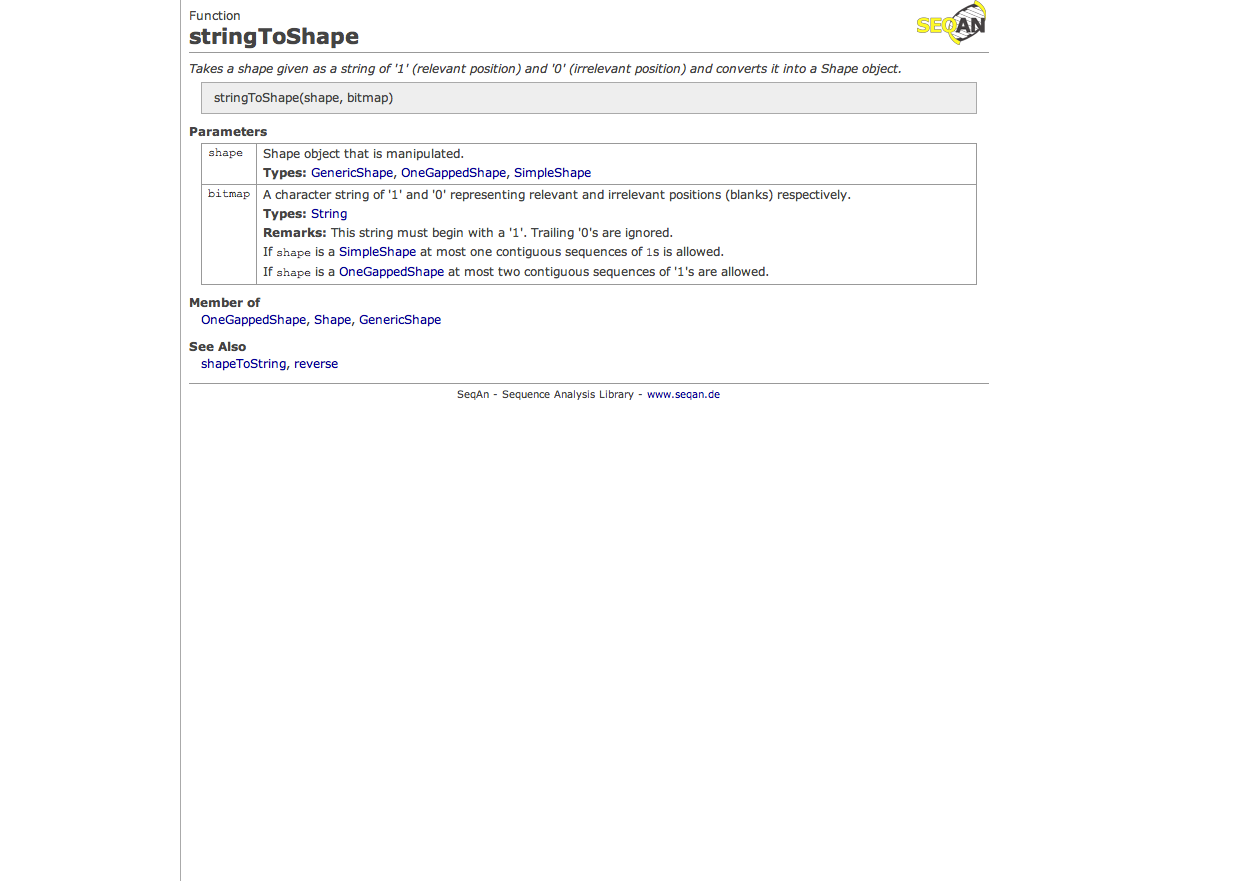 Function
SEQAN
stringToShape
Takes a shape given as a string of '1' (relevant position) and '0' (irrelevant position) and converts it into a Shape object.
stringToShape(shape, bitmap)
Parameters
shape Shape object that is manipulated.
Types: GenericShape, OneGappedShape, SimpleShape
bitmap A character string of '1' and '0' representing relevant and irrelevant positions (blanks) respectively.
Types: String
Remarks: This string must begin with a '1'. Trailing '0's are ignored.
If shape is a SimpleShape at most one contiguous sequences of 1s is allowed.
If shape is a OneGappedShape at most two contiguous sequences of '1's are allowed.
Member of
OneGappedShape, Shape, GenericShape
See Also
shapeToString, reverse
SeqAn - Sequence Analysis Library - www.seqan.de